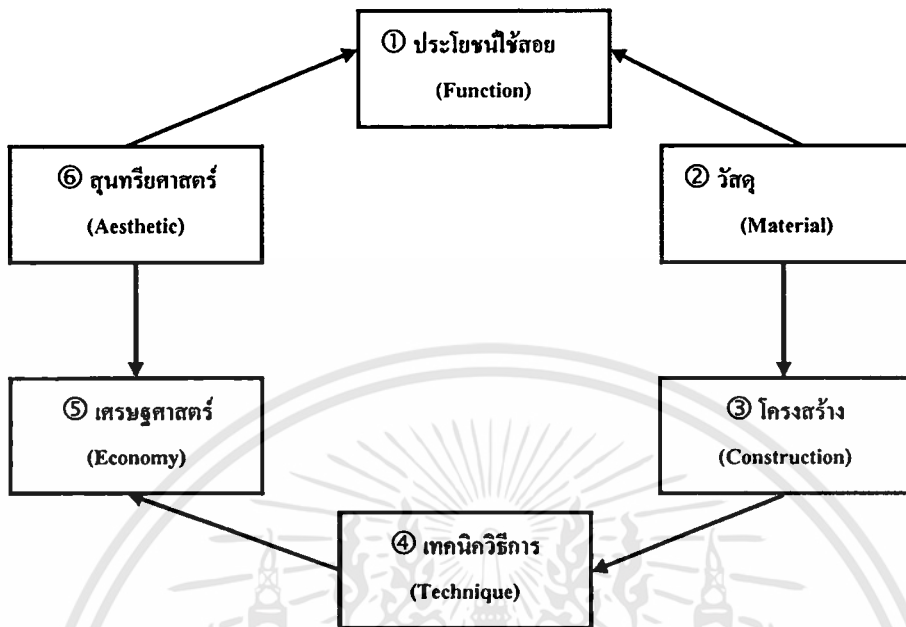 ① ประโยชน์ใช้สอย
(Function)
② วัสดุ
(Material)
③ โครงสร้าง
(Construction)
④ เทคนิควิธีการ
(Technique)
⑤ เศรษฐศาสตร์
(Economy)
⑥ สุนทรียศาสตร์
(Aesthetic)